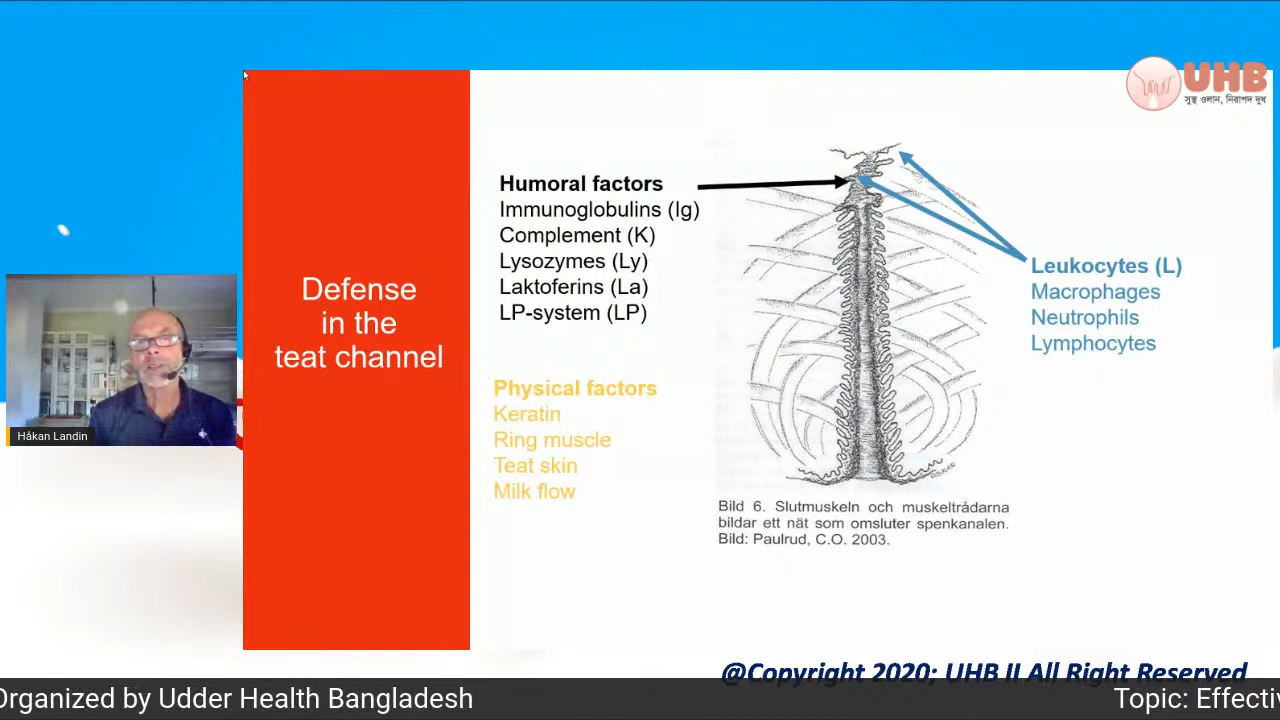 UHB
সুস্থ ওলান, নিরাপদ দুধ
Defense
in the
teat channel
Humoral factors
Immunoglobulins (Ig)
Complement (K)
Lysozymes (Ly)
Laktoferins (La)
LP-system (LP)
Physical factors
Keratin
Ring muscle
Teat skin
Milk flow
Leukocytes (L)
Macrophages
Neutrophils
Lymphocytes
Bild 6. Slutmuskeln och muskeltrådarna
bildar ett nät som omsluter spenkanalen.
Bild: Paulrud, C.O. 2003.
Håkan Landin
@Copyright 2020; UHB II All Right Reserved
Organized by Udder Health Bangladesh
Topic: Effectiv